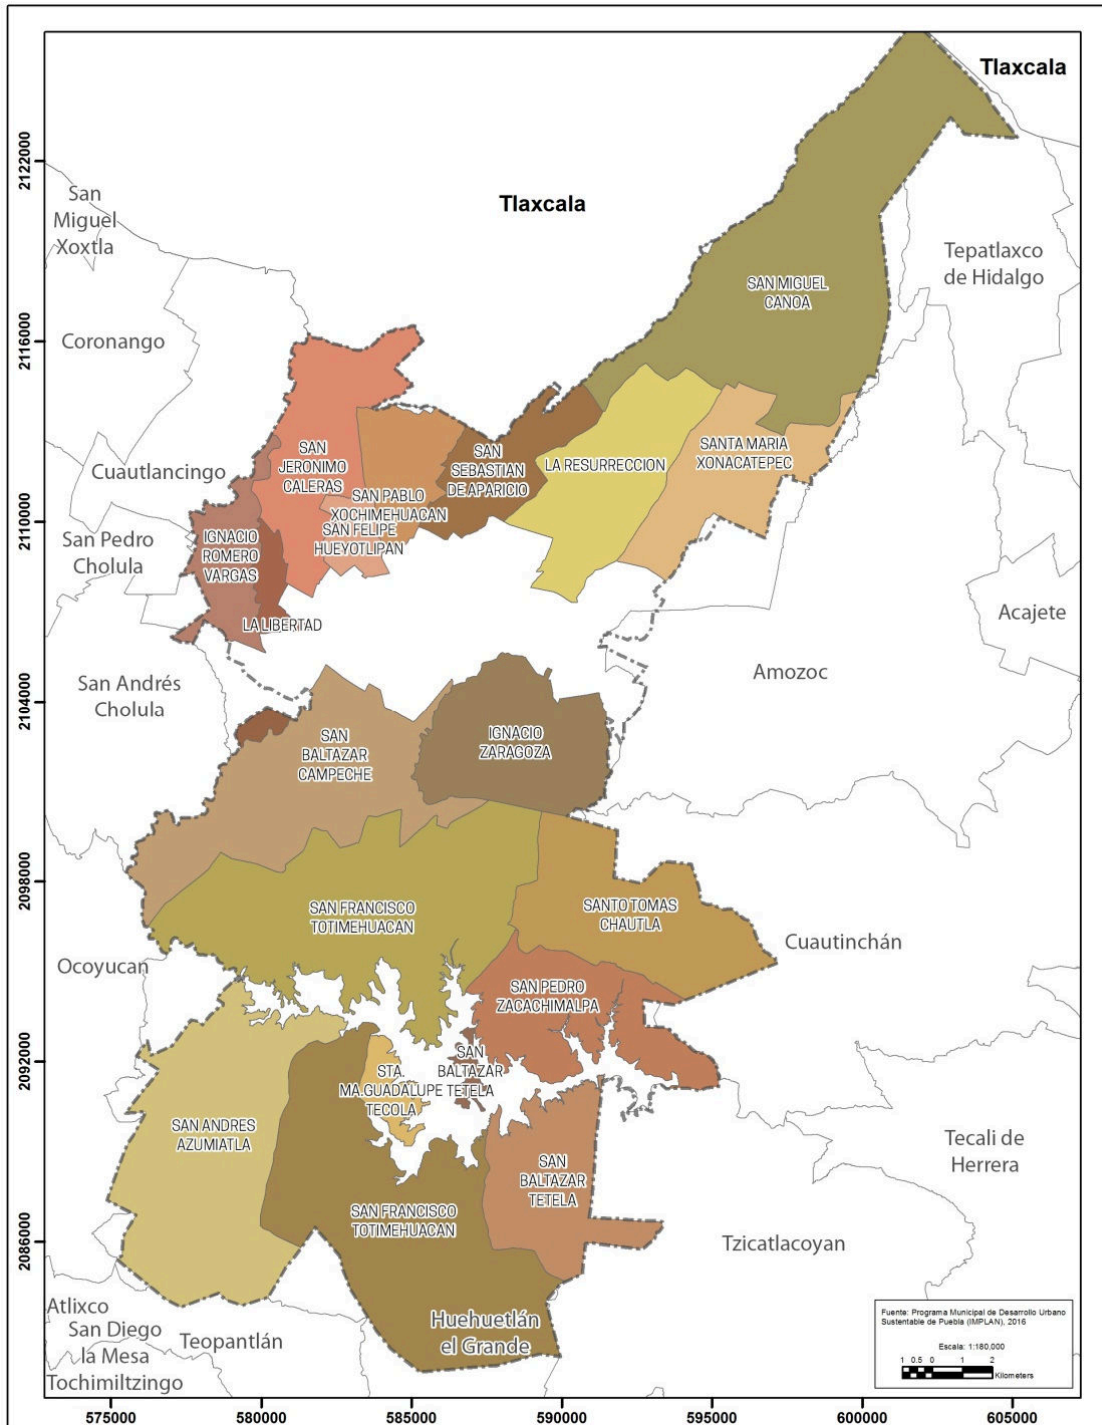 Tlaxcala
Tlaxcala
2122000
San
Miguel
Xoxtla
Tepatlaxco
de Hidalgo
SAN MIGUEL
CANOA
2116000
Coronango
Cuautlancingo
SAN
JERONIMO
CALERAS
SAN
SEBASTIAN
DE APARICIO
LA RESURRECCION
SANTA MARIA
XONACATEPEC
SAN PABLO
XOCHIMEHUACAN
SAN FELIPE
HUEYOTLIPAN
2110000
San Pedro
Cholula
IGNACIO
ROMERO
VARGAS
LA LIBERTAD
Acajete
Amozoc
San Andrés
Cholula
2104000
SAN
BALTAZAR
CAMPECHE
IGNACIO
ZARAGOZA
2098000
SAN FRANCISCO
TOTIMEHUACAN
SANTO TOMAS
CHAUTLA
Cuautinchán
Ocoyucan
SAN PEDRO
ZACACHIMALPA
2092000
STA.
MA.GUADALUPE
TECOLA
SAN
BALTAZAR
TETELA
SAN ANDRES
AZUMIATLA
Tecali de
Herrera
SAN
BALTAZAR
TETELA
SAN FRANCISCO
TOTIMEHUACAN
2086000
Tzicatlacoyan
Atlixco
San Diego
la Mesa
Tochimiltzingo
Teopantlán
Huehuetlán
el Grande
Fuente: Programa Municipal de Desarrollo Urbano
Sustentable de Puebla (IMPLAN), 2016
Escala: 1:180,000
1 0.5 0 1 2
Kilometers
575000 580000 585000 590000 595000 600000 605000